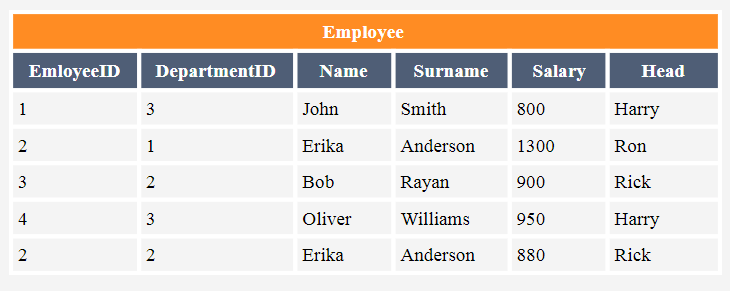 Employee
EmloyeeID DepartmentID Name Surname Salary Head
1 3 John Smith 800 Harry
2 1 Erika Anderson 1300 Ron
3 2 Bob Rayan 900 Rick
4 3 Oliver Williams 950 Harry
2 2 Erika Anderson 880 Rick